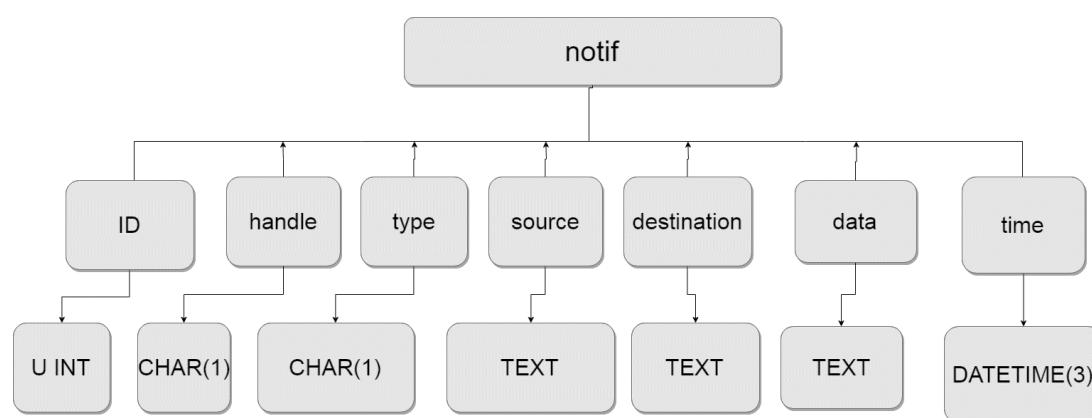 notif
ID
handle
type
source
destination
data
time
U INT
CHAR(1)
CHAR(1)
TEXT
TEXT
TEXT
DATETIME(3)